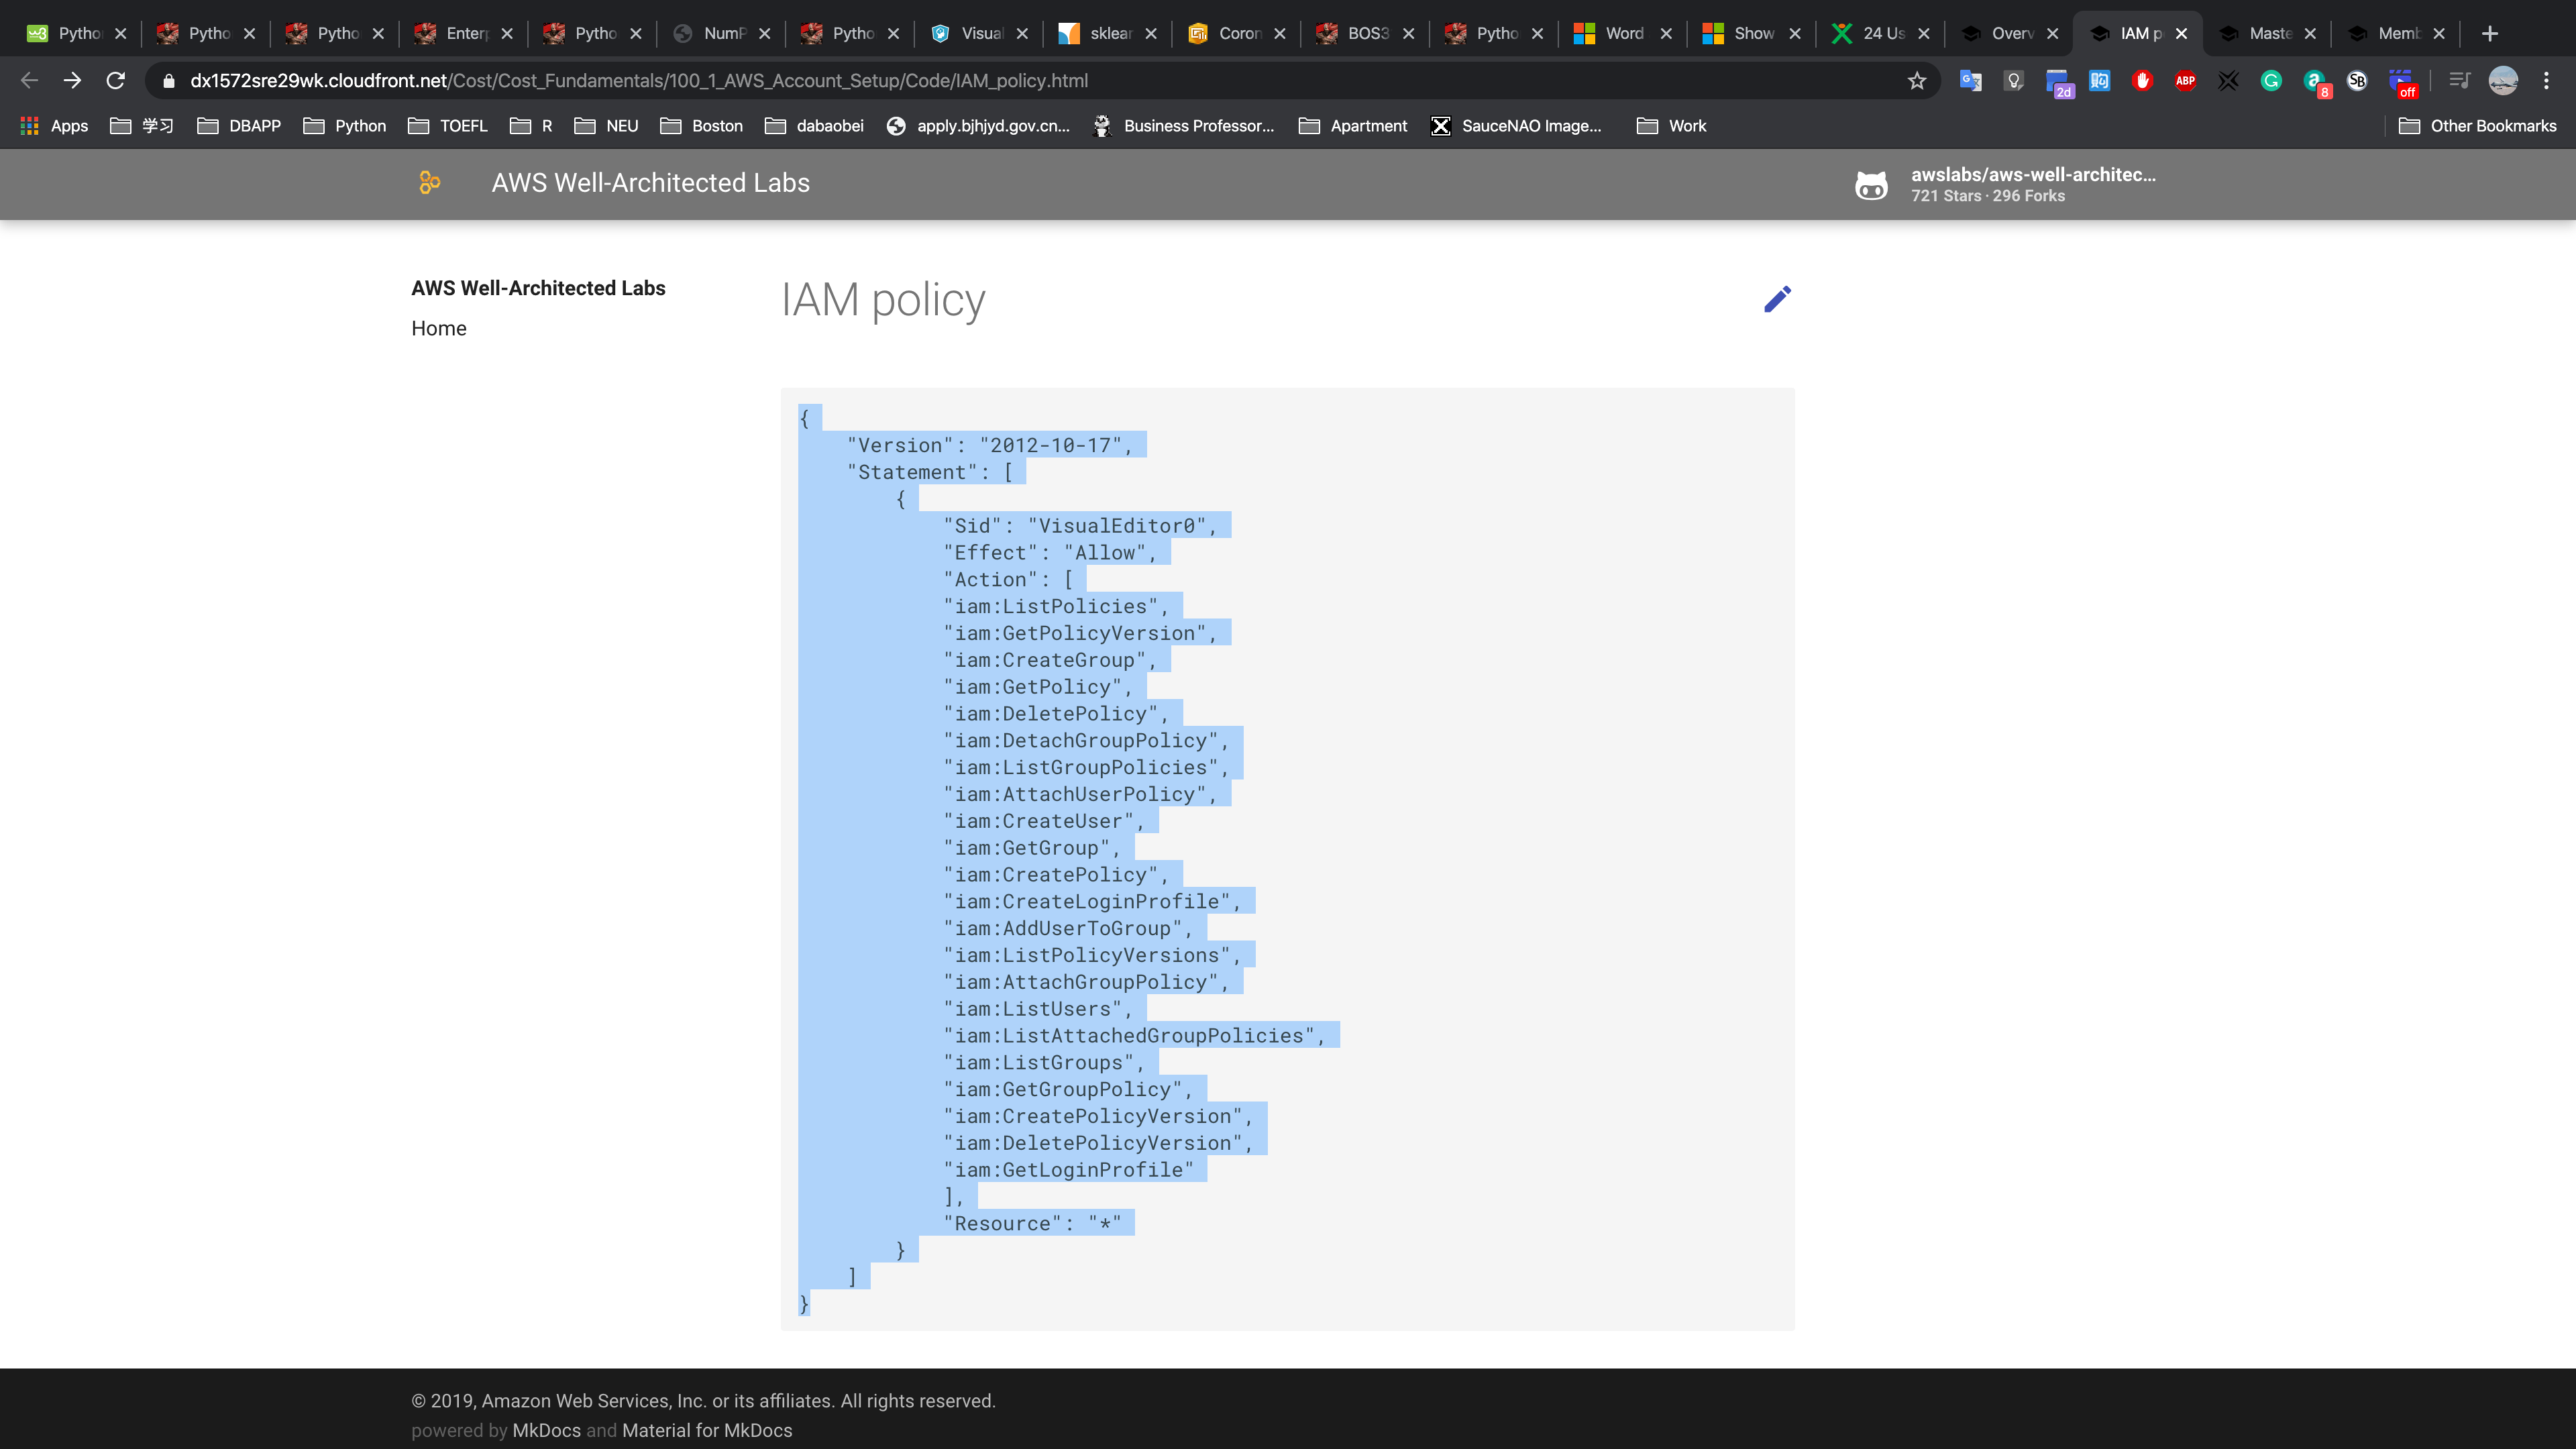 Pytho
Pytho
Pytho
Enter
Pytho
NumP
Pytho
Visual
sklear
Coron
BOS3
Pytho
Word
Show
24 Us
Overv
IAM p
Maste
Memb
dx1572sre29wk.cloudfront.net/Cost/Cost_Fundamentals/100_1_AWS_Account_Setup/Code/IAM_policy.html
2d
ABP
8
SB
off
Apps
学习
DBAPP
Python
TOEFL
R
NEU
Boston
dabaobei
apply.bjhjyd.gov.cn...
Business Professor...
Apartment
SauceNAO Image...
Work
Other Bookmarks
AWS Well-Architected Labs
awslabs/aws-well-architec...
721 Stars · 296 Forks
AWS Well-Architected Labs
Home
IAM policy
{
    "Version": "2012-10-17",
    "Statement": [
        {
            "Sid": "VisualEditor0",
            "Effect": "Allow",
            "Action": [
            "iam:ListPolicies",
            "iam:GetPolicyVersion",
            "iam:CreateGroup",
            "iam:GetPolicy",
            "iam:DeletePolicy",
            "iam:DetachGroupPolicy",
            "iam:ListGroupPolicies",
            "iam:AttachUserPolicy",
            "iam:CreateUser",
            "iam:GetGroup",
            "iam:CreatePolicy",
            "iam:CreateLoginProfile",
            "iam:AddUserToGroup",
            "iam:ListPolicyVersions",
            "iam:AttachGroupPolicy",
            "iam:ListUsers",
            "iam:ListAttachedGroupPolicies",
            "iam:ListGroups",
            "iam:GetGroupPolicy",
            "iam:CreatePolicyVersion",
            "iam:DeletePolicyVersion",
            "iam:GetLoginProfile"
            ],
            "Resource": "*"
        }
    ]
}
© 2019, Amazon Web Services, Inc. or its affiliates. All rights reserved.
powered by MkDocs and Material for MkDocs